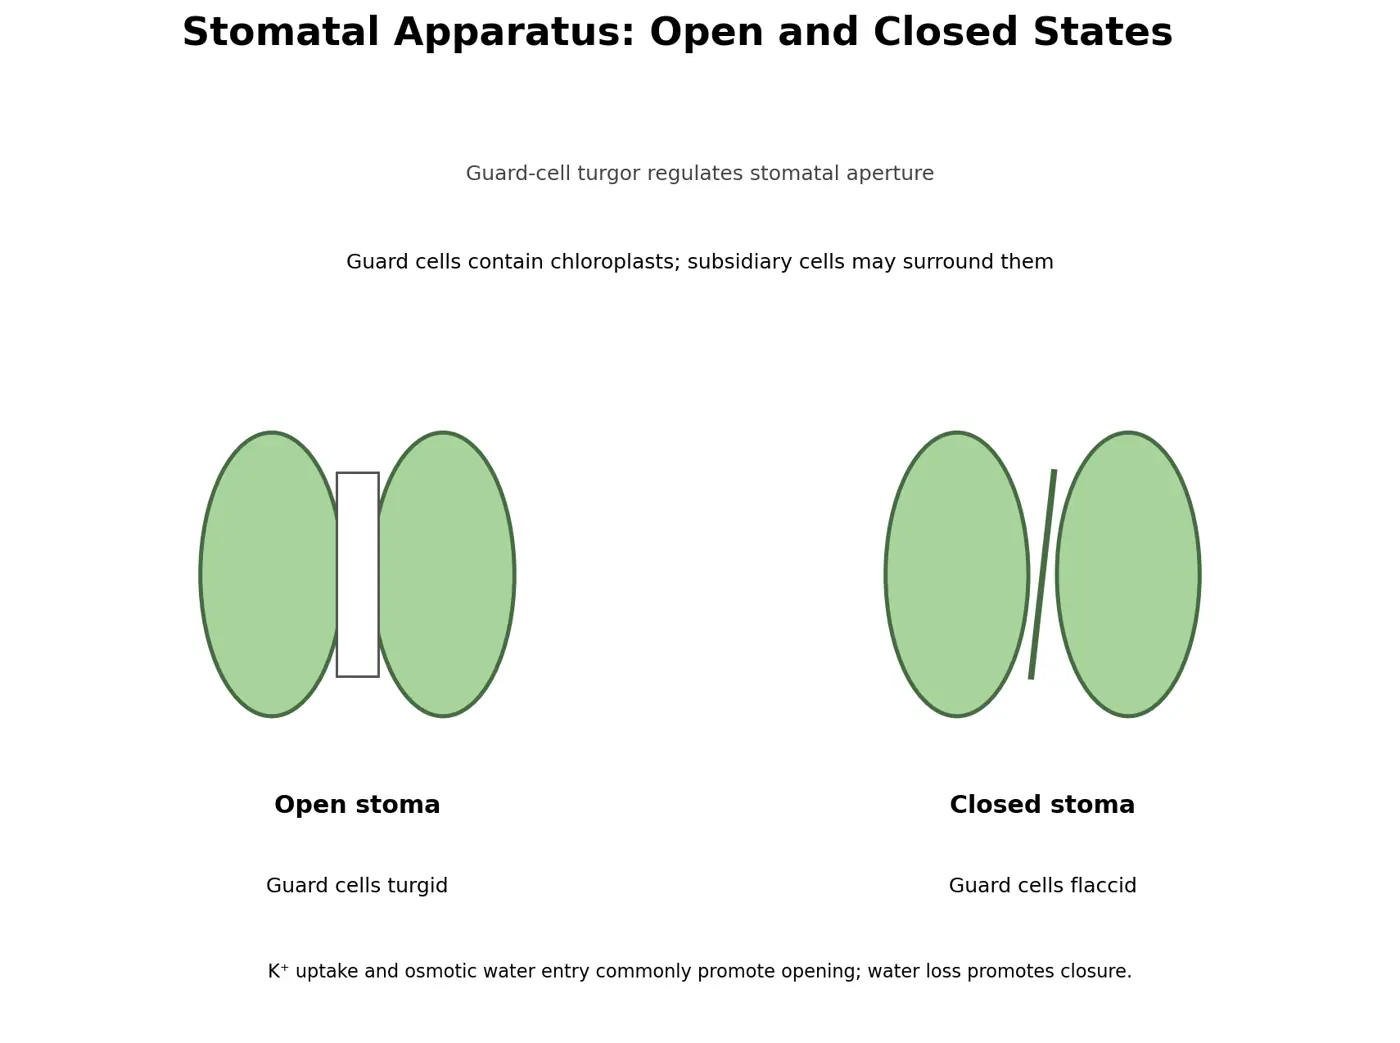 Stomatal Apparatus: Open and Closed States
Guard-cell turgor regulates stomatal aperture
Guard cells contain chloroplasts; subsidiary cells may surround them
Open stoma
Closed stoma
Guard cells turgid
Guard cells flaccid
K⁺ uptake and osmotic water entry commonly promote opening; water loss promotes closure.